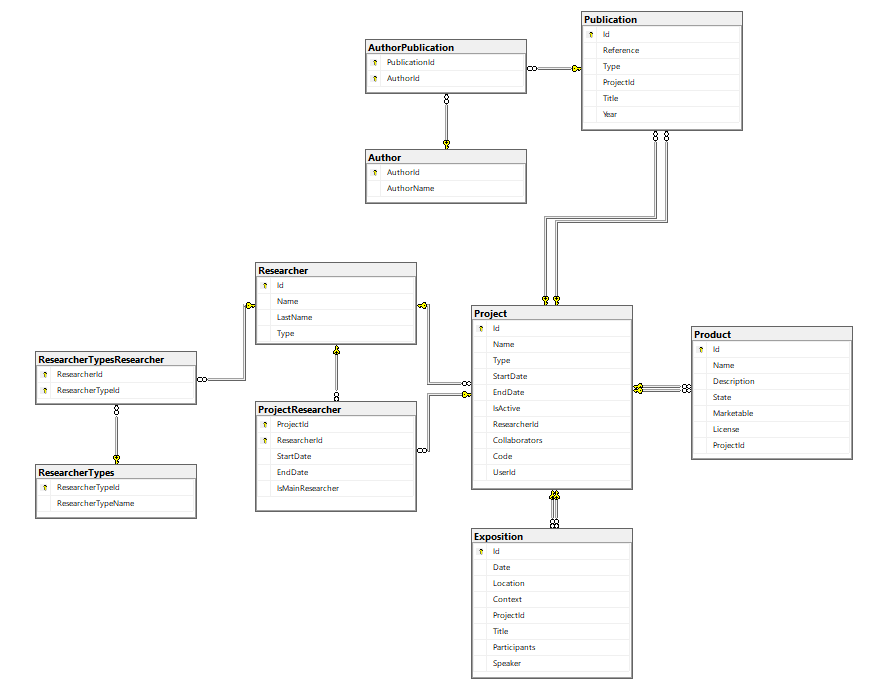 Publication
Id
Reference
Type
ProjectId
Title
Year
AuthorPublication
PublicationId
AuthorId
Author
AuthorId
AuthorName
Researcher
Id
Name
LastName
Type
Project
Id
Name
Type
StartDate
EndDate
IsActive
ResearcherId
Collaborators
Code
UserId
Product
Id
Name
Description
State
Marketable
License
ProjectId
ResearcherTypesResearcher
ResearcherId
ResearcherTypeId
ProjectResearcher
ProjectId
ResearcherId
StartDate
EndDate
IsMainResearcher
ResearcherTypes
ResearcherTypeId
ResearcherTypeName
Exposition
Id
Date
Location
Context
ProjectId
Title
Participants
Speaker